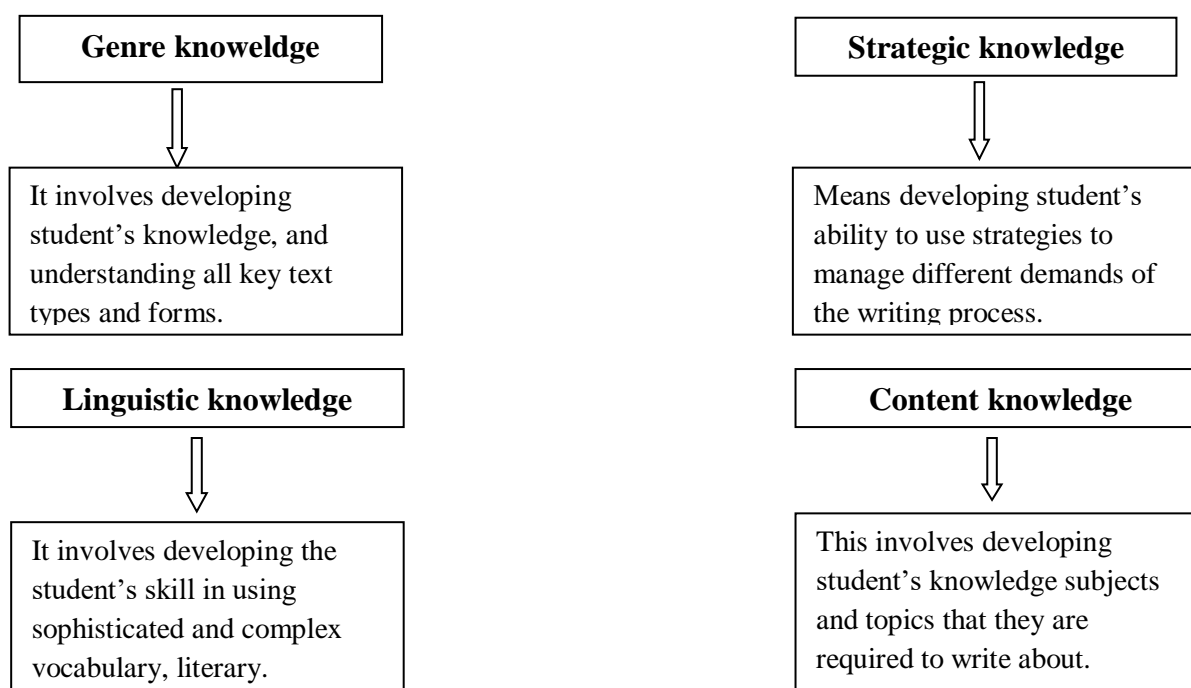 Genre knoweldge
It involves developing
student’s knowledge, and
understanding all key text
types and forms.
Strategic knowledge
Means developing student’s
ability to use strategies to
manage different demands of
the writing process.
Linguistic knowledge
It involves developing the
student’s skill in using
sophisticated and complex
vocabulary, literary.
Content knowledge
This involves developing
student’s knowledge subjects
and topics that they are
required to write about.